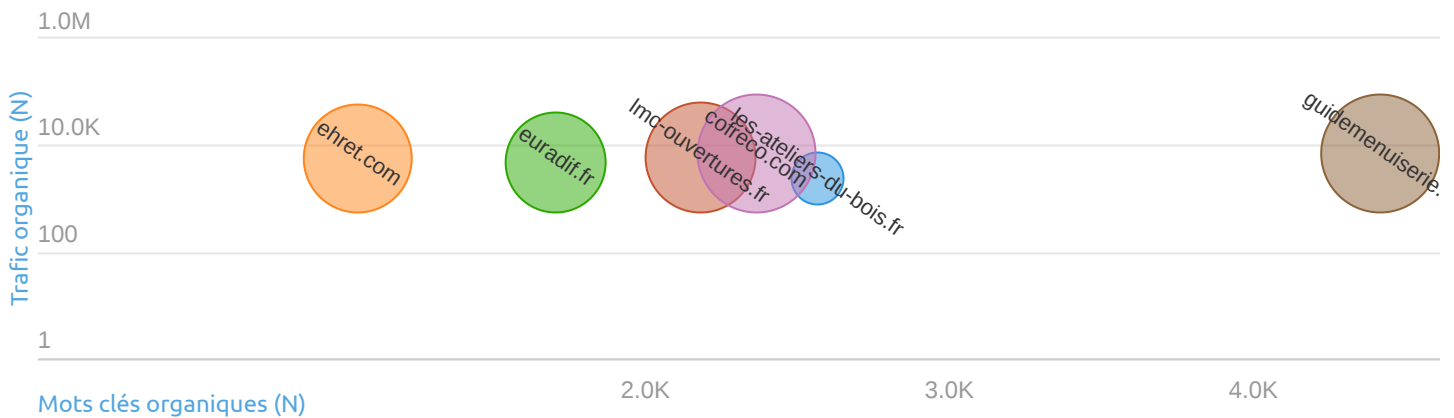 1.0M
10.0K
100
1
Trafic organique (N)
ehret.com
euradif.fr
lmc-ouvertures.fr
cofreco.com
les-ateliers-du-bois.fr
guidemenuiserie.
2.0K
3.0K
4.0K
Mots clés organiques (N)